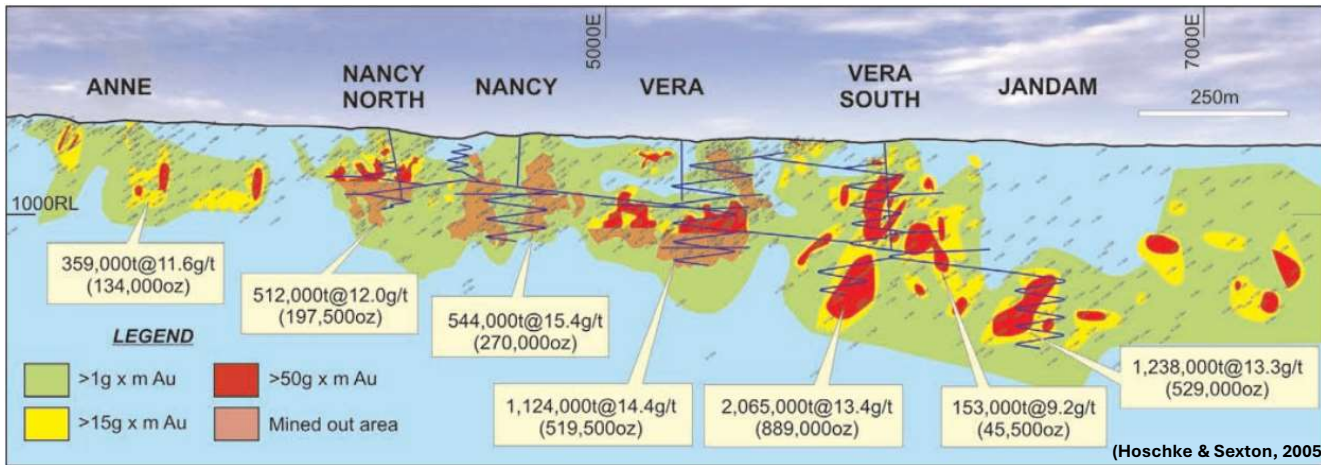 5000E
7000E
ANNE
NANCY
NORTH
NANCY
VERA
VERA
SOUTH
JANDAM
250m
1000RL
359,000t@11.6g/t
(134,000oz)
512,000t@12.0g/t
(197,500oz)
544,000t@15.4g/t
(270,000oz)
1,124,000t@14.4g/t
(519,500oz)
2,065,000t@13.4g/t
(889,000oz)
153,000t@9.2g/t
(45,500oz)
1,238,000t@13.3g/t
(529,000oz)
LEGEND
>1g x m Au
>50g x m Au
>15g x m Au
Mined out area
(Hoschke & Sexton, 2005